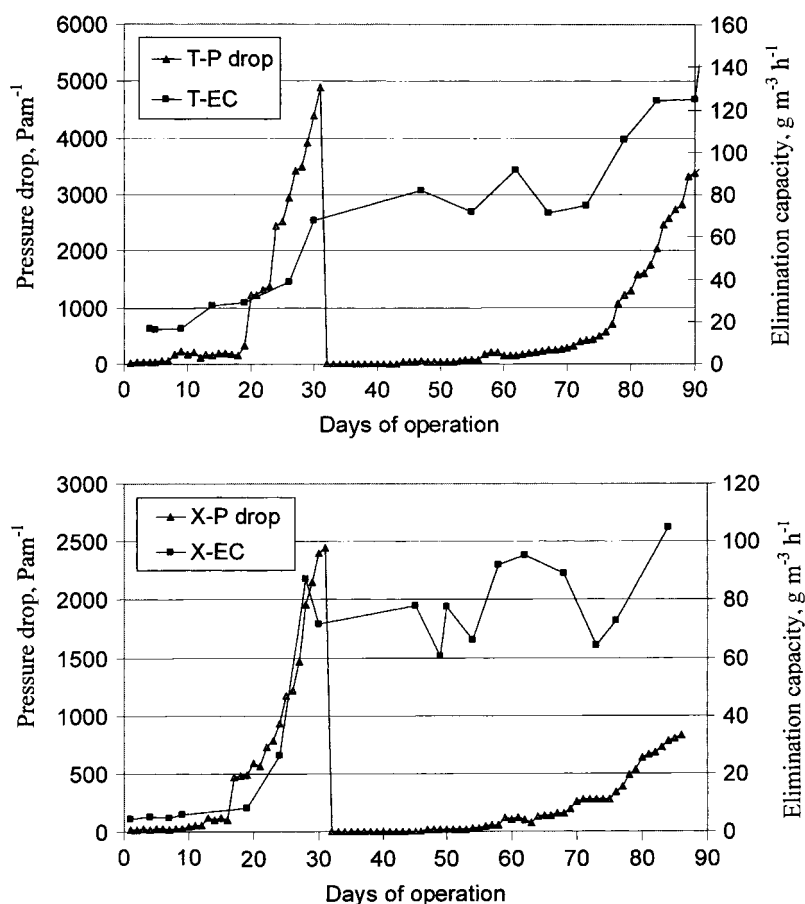 6000
5000
4000
3000
2000
1000
0
Pressure drop, Pam⁻¹
T-P drop
T-EC
160
140
120
100
80
60
40
20
0
Elimination capacity, g m⁻³ h⁻¹
0 10 20 30 40 50 60 70 80 90
Days of operation
3000
2500
2000
1500
1000
500
0
Pressure drop, Pam⁻¹
X-P drop
X-EC
120
100
80
60
40
20
0
Elimination capacity, g m⁻³ h⁻¹
0 10 20 30 40 50 60 70 80 90
Days of operation